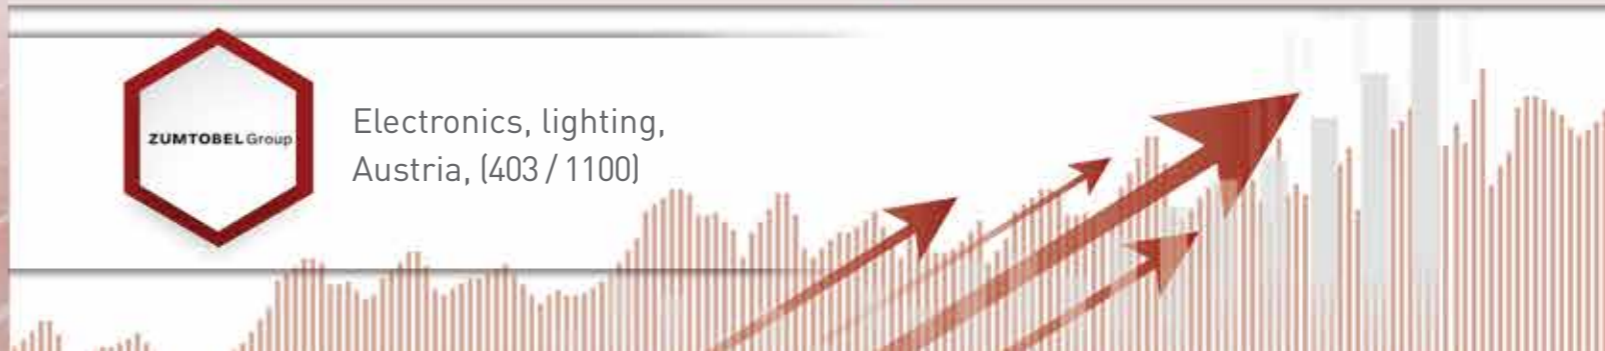 ZUMTOBEL Group
Electronics, lighting,
Austria, (403 / 1100)